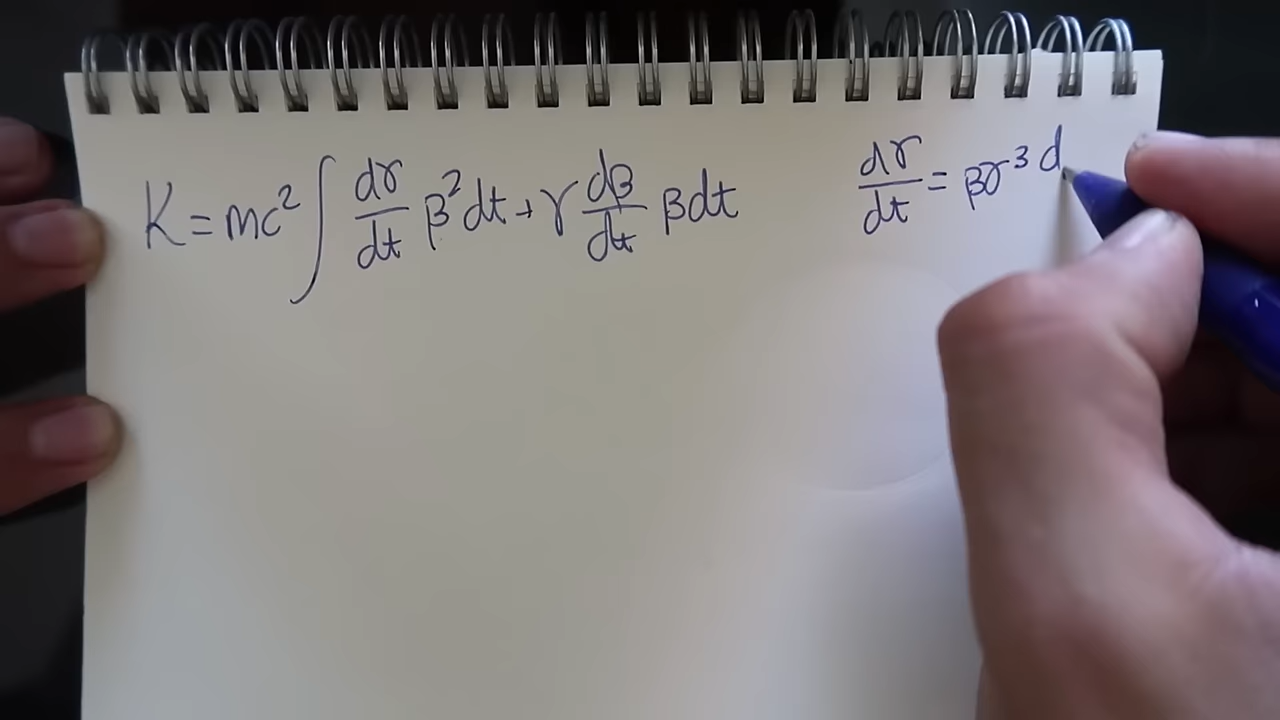 K = mc² ∫ dγ/dt β² dt + γ dβ/dt β dt
dγ/dt = βγ³ d